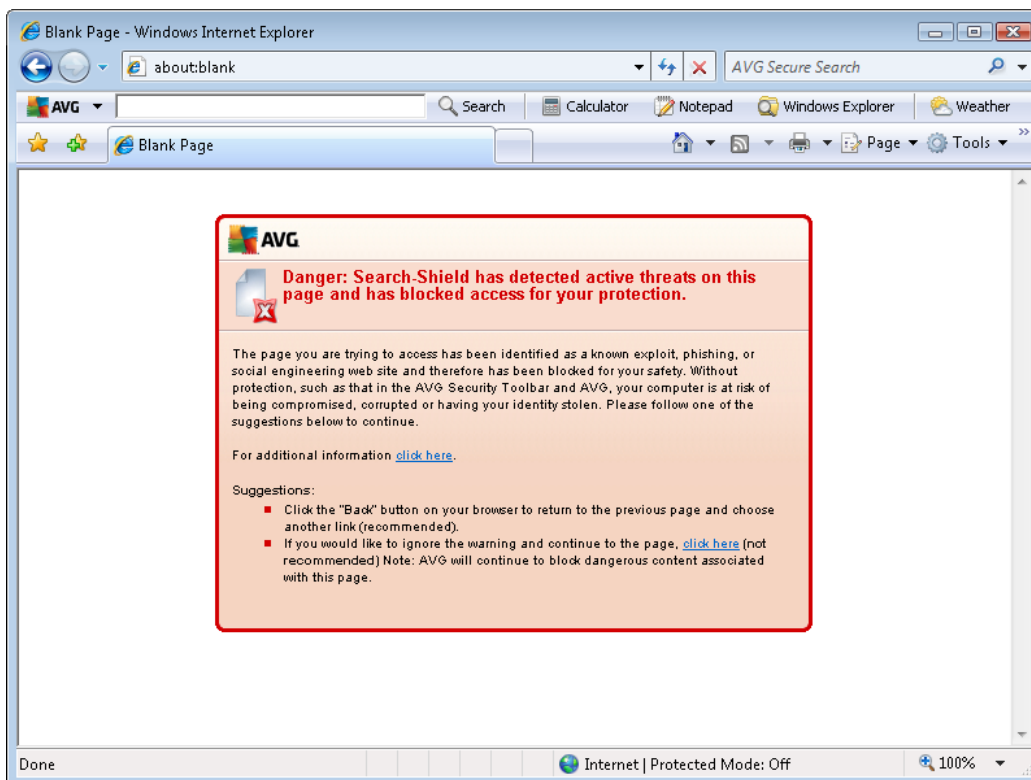 Blank Page - Windows Internet Explorer
about:blank
AVG Secure Search
AVG
Search
Calculator
Notepad
Windows Explorer
Weather
Blank Page
Page
Tools
AVG
Danger: Search-Shield has detected active threats on this
page and has blocked access for your protection.
The page you are trying to access has been identified as a known exploit, phishing, or
social engineering web site and therefore has been blocked for your safety. Without
protection, such as that in the AVG Security Toolbar and AVG, your computer is at risk of
being compromised, corrupted or having your identity stolen. Please follow one of the
suggestions below to continue.
For additional information click here.
Suggestions:
Click the "Back" button on your browser to return to the previous page and choose
another link (recommended).
If you would like to ignore the warning and continue to the page, click here (not
recommended) Note: AVG will continue to block dangerous content associated
with this page.
Done
Internet | Protected Mode: Off
100%